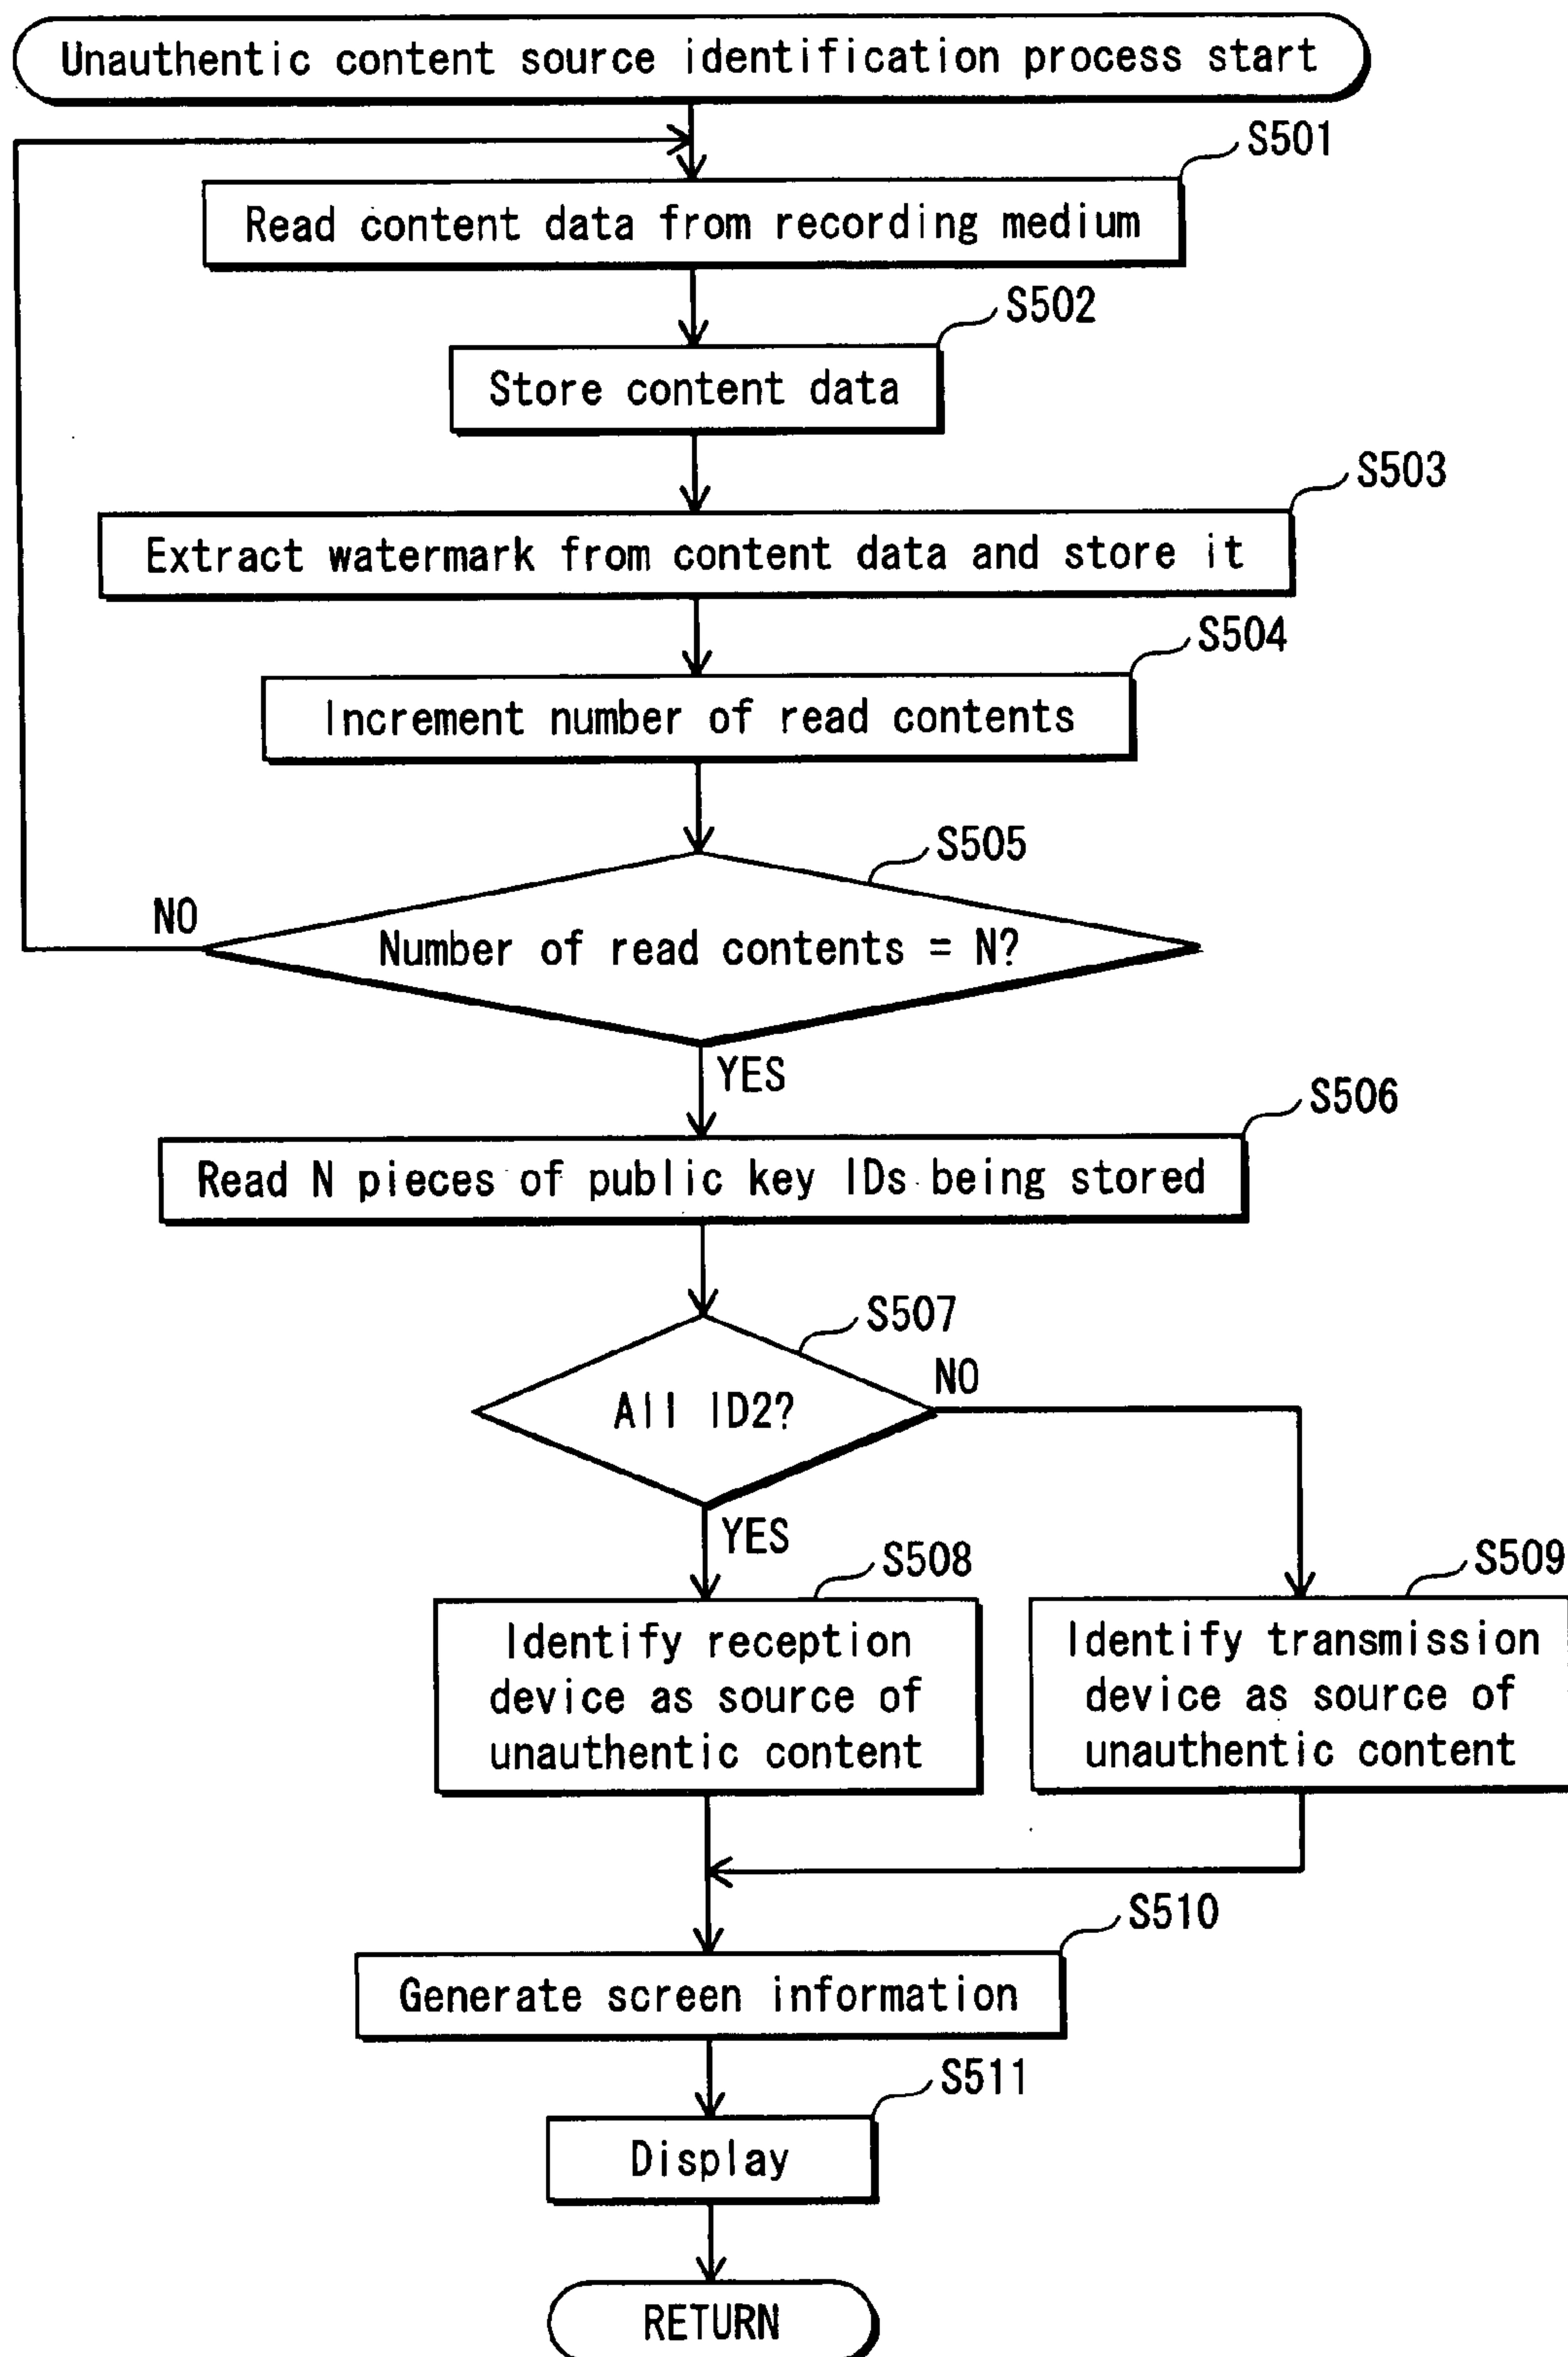 Unauthentic content source identification process start
S501
Read content data from recording medium
S502
Store content data
S503
Extract watermark from content data and store it
S504
Increment number of read contents
S505
NO
Number of read contents = N?
YES
S506
Read N pieces of public key IDs being stored
S507
NO
All ID2?
YES
S508
S509
Identify reception
device as source of
unauthentic content
Identify transmission
device as source of
unauthentic content
S510
Generate screen information
S511
Display
RETURN